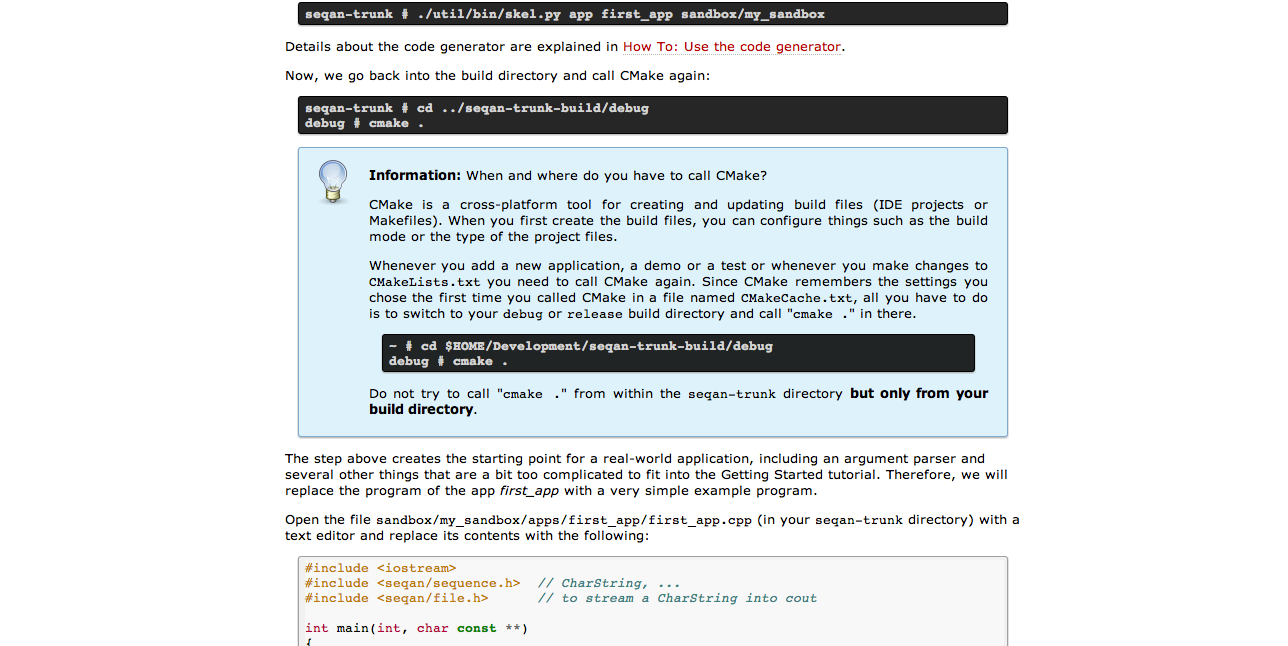 seqan-trunk # ./util/bin/skel.py app first_app sandbox/my_sandbox
Details about the code generator are explained in How To: Use the code generator.
Now, we go back into the build directory and call CMake again:
seqan-trunk # cd ../seqan-trunk-build/debug
debug # cmake .
Information: When and where do you have to call CMake?
CMake is a cross-platform tool for creating and updating build files (IDE projects or
Makefiles). When you first create the build files, you can configure things such as the build
mode or the type of the project files.
Whenever you add a new application, a demo or a test or whenever you make changes to
CMakeLists.txt you need to call CMake again. Since CMake remembers the settings you
chose the first time you called CMake in a file named CMakeCache.txt, all you have to do
is to switch to your debug or release build directory and call "cmake ." in there.
~ # cd $HOME/Development/seqan-trunk-build/debug
debug # cmake .
Do not try to call "cmake ." from within the seqan-trunk directory but only from your
build directory.
The step above creates the starting point for a real-world application, including an argument parser and
several other things that are a bit too complicated to fit into the Getting Started tutorial. Therefore, we will
replace the program of the app first_app with a very simple example program.
Open the file sandbox/my_sandbox/apps/first_app/first_app.cpp (in your seqan-trunk directory) with a
text editor and replace its contents with the following:
#include <iostream>
#include <seqan/sequence.h>  // CharString, ...
#include <seqan/file.h>      // to stream a CharString into cout
int main(int, char const **)
{